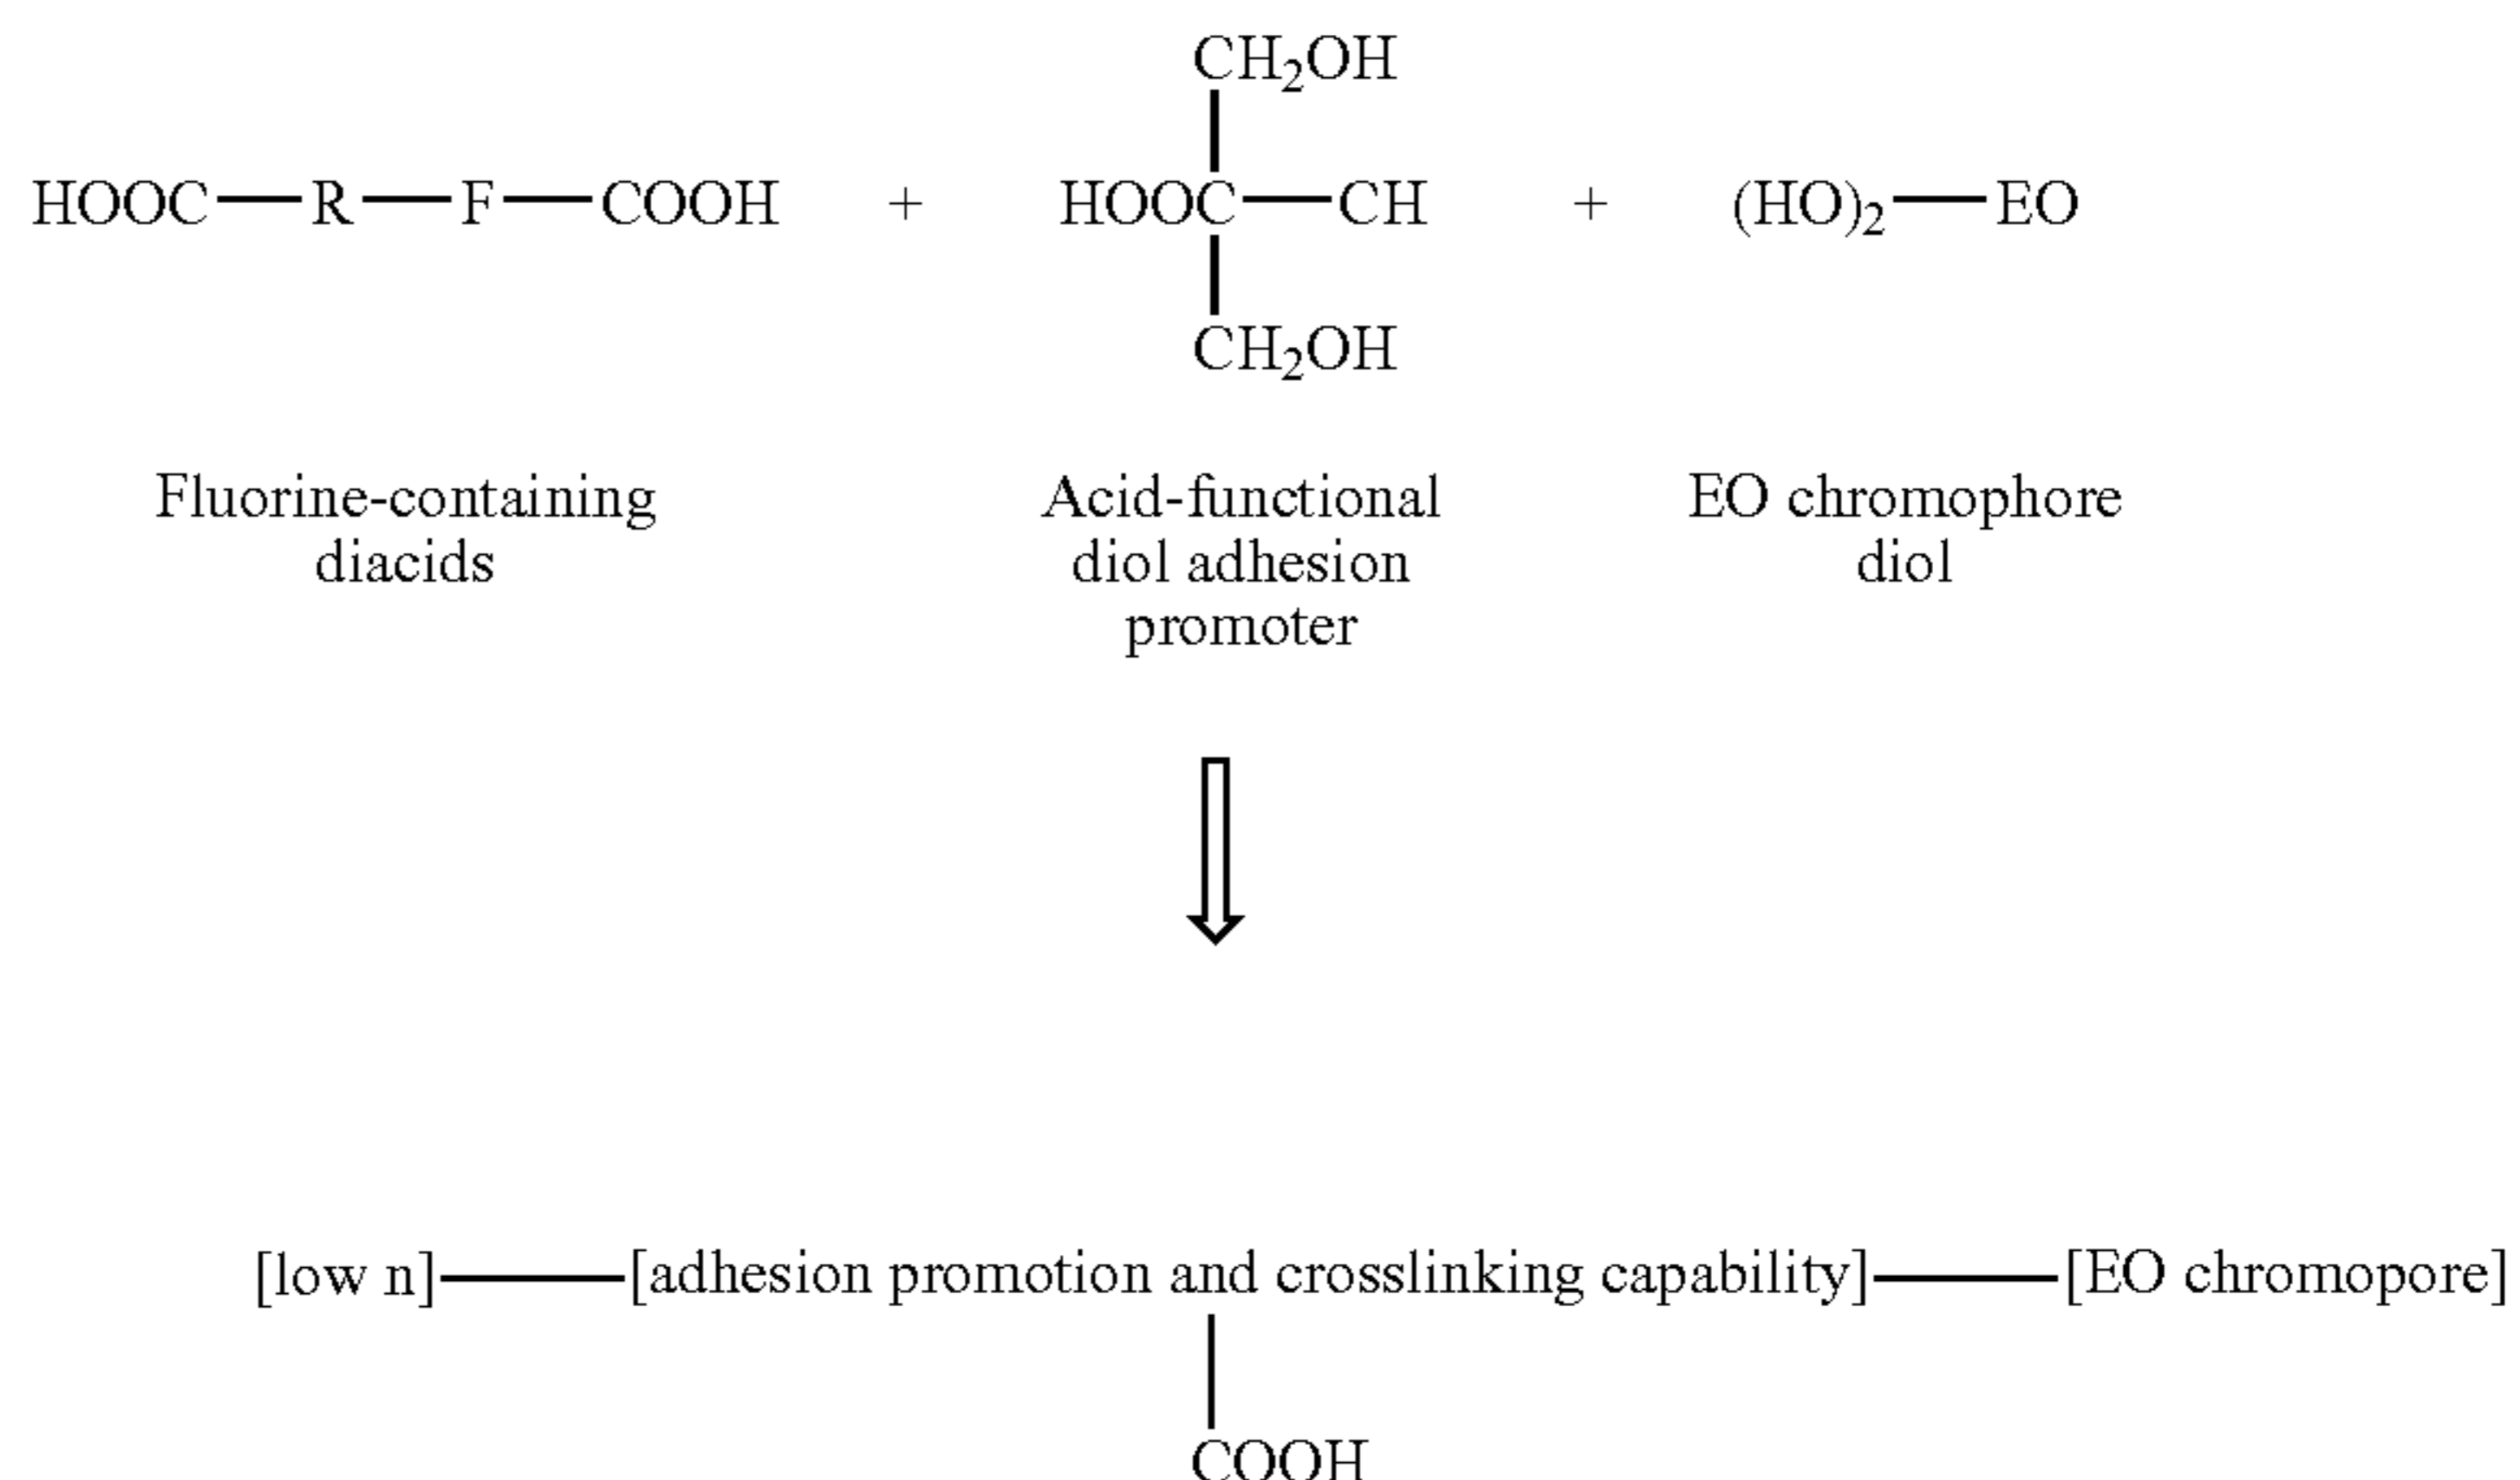 CH₂OH
HOOC—R—F—COOH + HOOC—CH + (HO)₂—EO
CH₂OH
Fluorine-containing diacids
Acid-functional diol adhesion promoter
EO chromophore diol
[low n]—[adhesion promotion and crosslinking capability]—[EO chromopore]
COOH